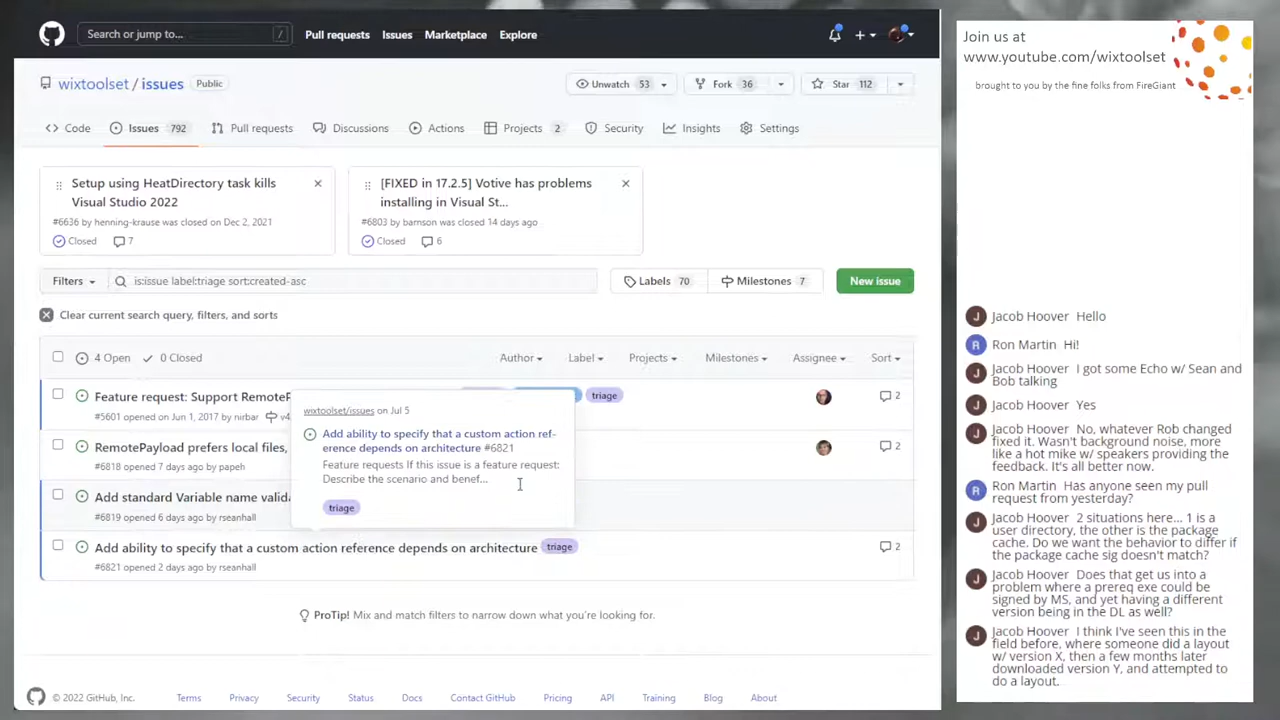 Search or jump to...
/
Pull requests
Issues
Marketplace
Explore
wixtoolset / issues
Public
Unwatch 53
Fork 36
Star 112
Code
Issues 792
Pull requests
Discussions
Actions
Projects 2
Security
Insights
Settings
Setup using HeatDirectory task kills
Visual Studio 2022
#6636 by henning-krause was closed on Dec 2, 2021
Closed 7
[FIXED in 17.2.5] Votive has problems
installing in Visual St...
#6803 by barnson was closed 14 days ago
Closed 6
Filters
is:issue label:triage sort:created-asc
Labels 70
Milestones 7
New issue
Clear current search query, filters, and sorts
4 Open
0 Closed
Author
Label
Projects
Milestones
Assignee
Sort
Feature request: Support RemoteP
triage
2
#5601 opened on Jun 1, 2017 by nirbar v4
RemotePayload prefers local files,
2
#6818 opened 7 days ago by papeh
Add standard Variable name valida
#6819 opened 6 days ago by rseanhall
wixtoolset/issues on Jul 5
Add ability to specify that a custom action ref-
erence depends on architecture #6821
Feature requests If this issue is a feature request:
Describe the scenario and benef...
triage
Add ability to specify that a custom action reference depends on architecture
triage
2
#6821 opened 2 days ago by rseanhall
ProTip! Mix and match filters to narrow down what you're looking for.
© 2022 GitHub, Inc.
Terms
Privacy
Security
Status
Docs
Contact GitHub
Pricing
API
Training
Blog
About
Join us at
www.youtube.com/wixtoolset
brought to you by the fine folks from FireGiant
J Jacob Hoover Hello
R Ron Martin Hi!
J Jacob Hoover I got some Echo w/ Sean and
Bob talking
J Jacob Hoover Yes
J Jacob Hoover No, whatever Rob changed
fixed it. Wasn't background noise, more
like a hot mike w/ speakers providing the
feedback. It's all better now.
R Ron Martin Has anyone seen my pull
request from yesterday?
J Jacob Hoover 2 situations here... 1 is a
user directory, the other is the package
cache. Do we want the behavior to differ if
the package cache sig doesn't match?
J Jacob Hoover Does that get us into a
problem where a prereq exe could be
signed by MS, and yet having a different
version being in the DL as well?
J Jacob Hoover I think I've seen this in the
field before, where someone did a layout
w/ version X, then a few months later
downloaded version Y, and attempted to
do a layout.